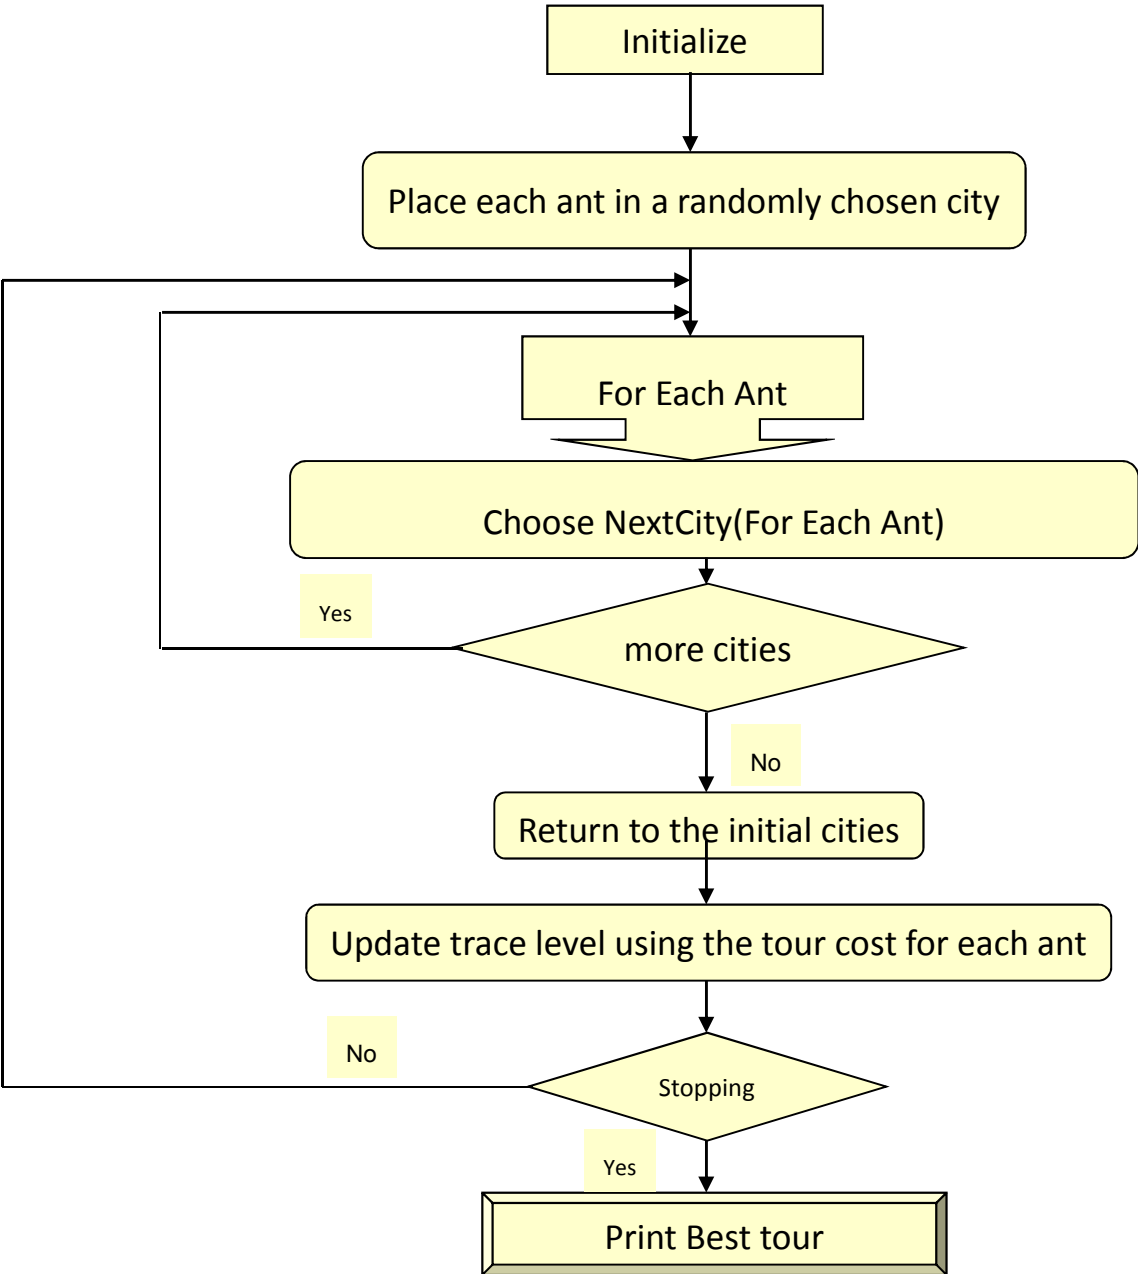 Initialize
Place each ant in a randomly chosen city
For Each Ant
Choose NextCity(For Each Ant)
Yes
more cities
No
Return to the initial cities
Update trace level using the tour cost for each ant
No
Stopping
Yes
Print Best tour